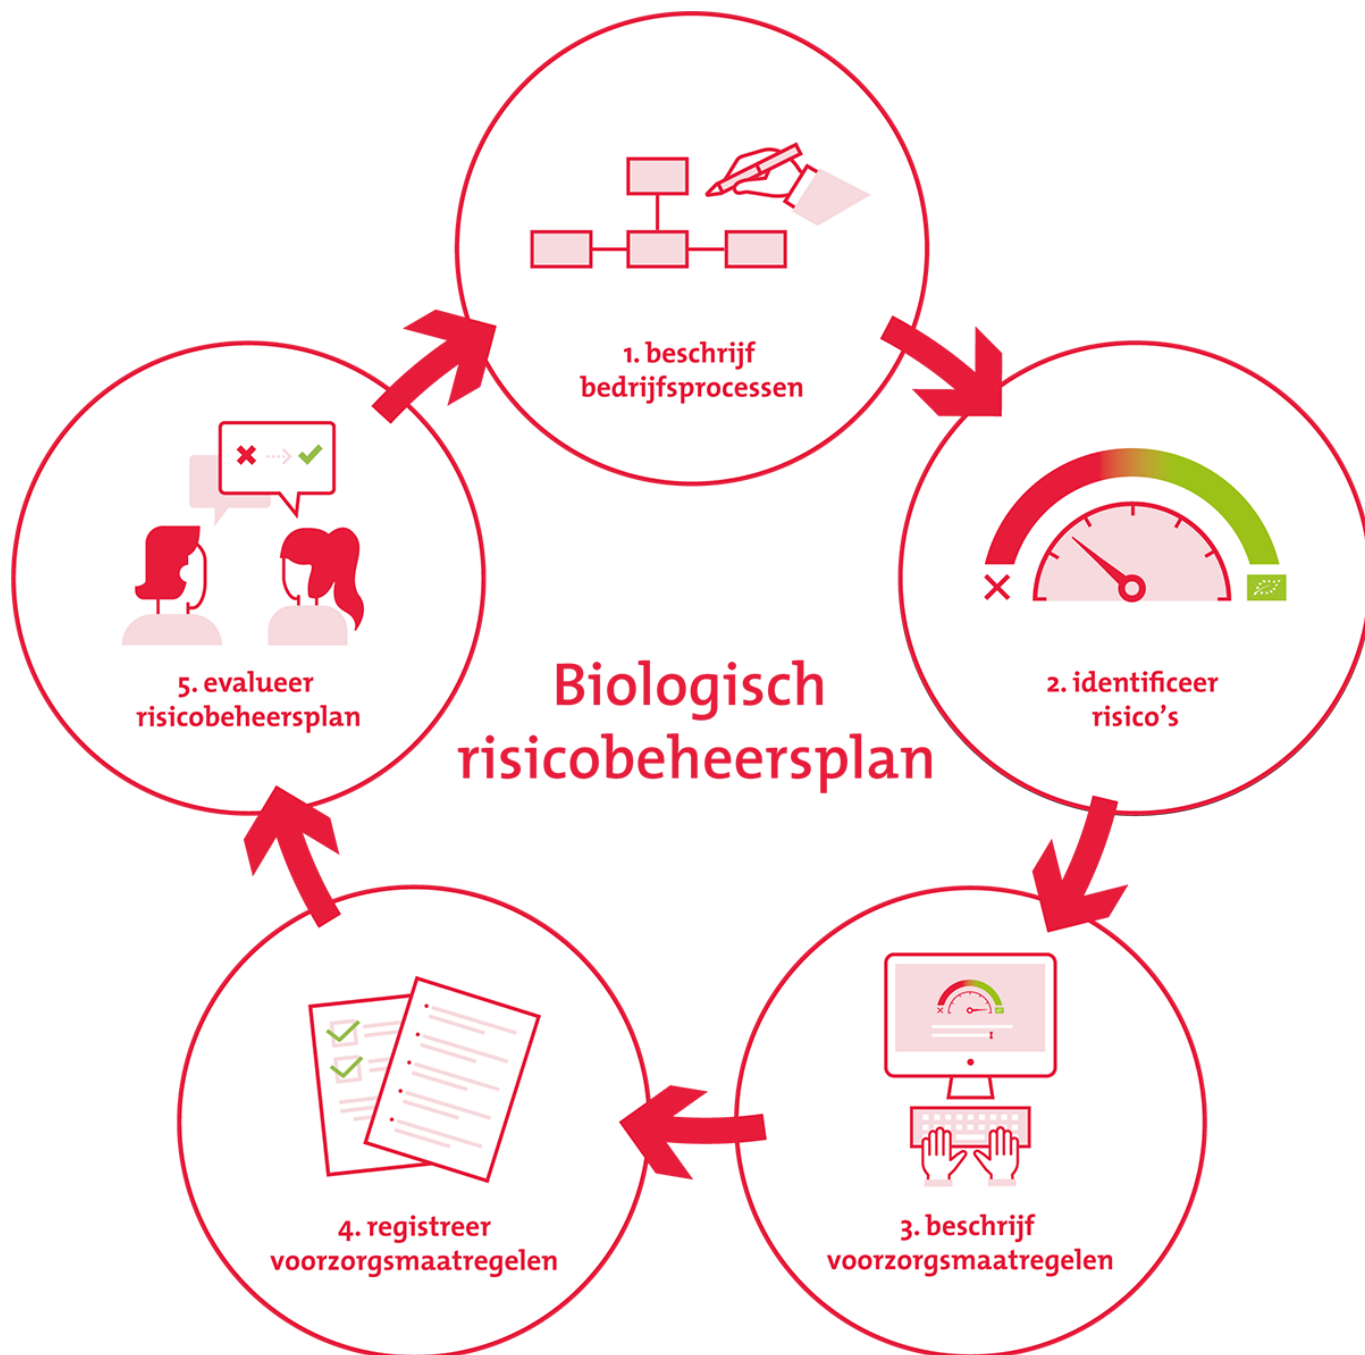 1. beschrijf
bedrijfsprocessen
2. identificeer
risico's
3. beschrijf
voorzorgsmaatregelen
4. registreer
voorzorgsmaatregelen
5. evalueer
risicobeheersplan
Biologisch
risicobeheersplan